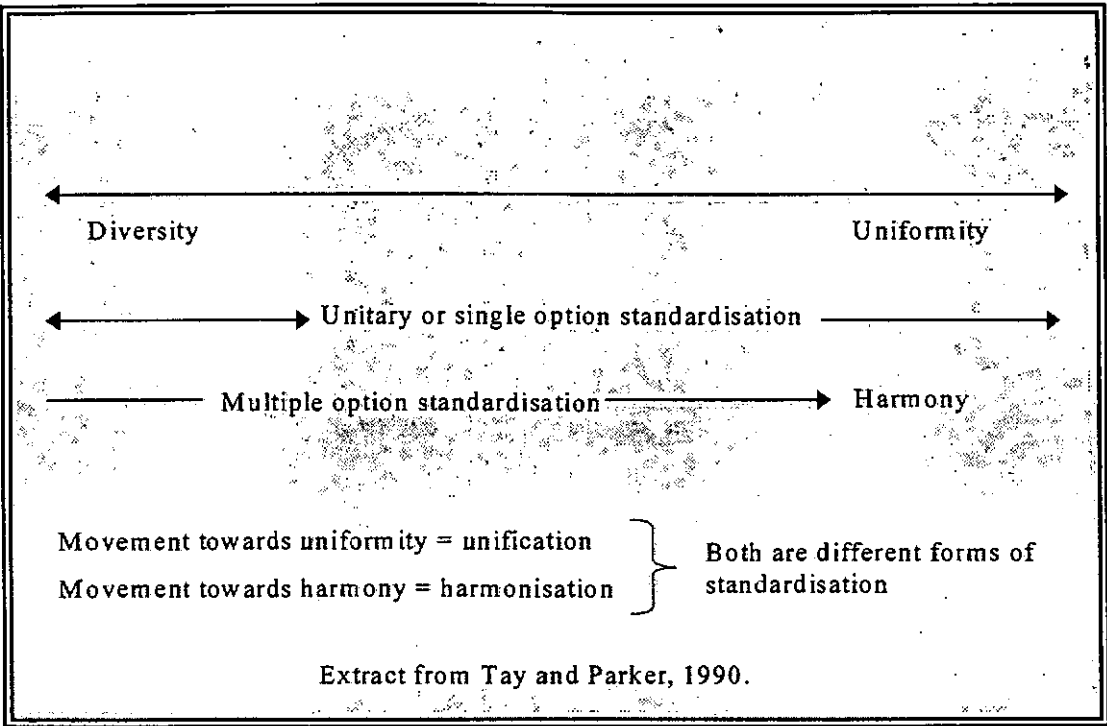 Diversity Uniformity
Unitary or single option standardisation
Multiple option standardisation Harmony
Movement towards uniformity = unification
Movement towards harmony = harmonisation
Both are different forms of
standardisation
Extract from Tay and Parker, 1990.